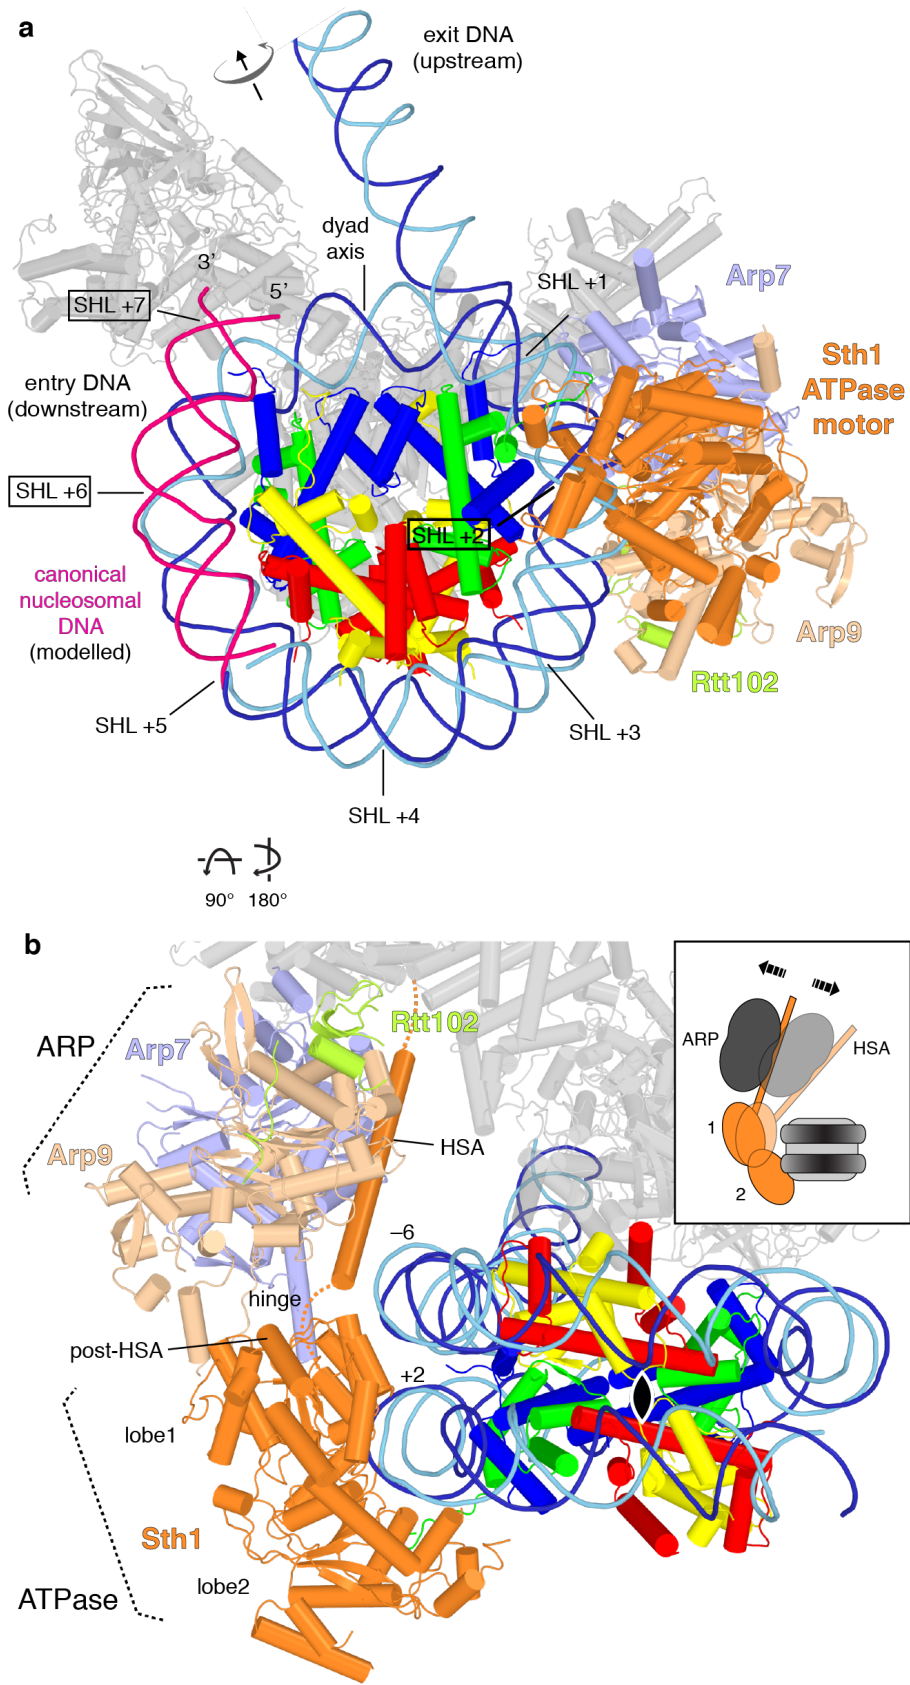 a
exit DNA
(upstream)
dyad
axis
3’
5’
SHL +7
SHL +1
Arp7
entry DNA
(downstream)
Sth1
ATPase
motor
SHL +6
SHL +2
canonical
nucleosomal
DNA
(modelled)
Arp9
Rtt102
SHL +5
SHL +3
SHL +4
90° 180°
b
ARP
Arp7
Rtt102
Arp9
HSA
–6
hinge
post-HSA
+2
lobe1
Sth1
lobe2
ATPase
ARP
HSA
1
2